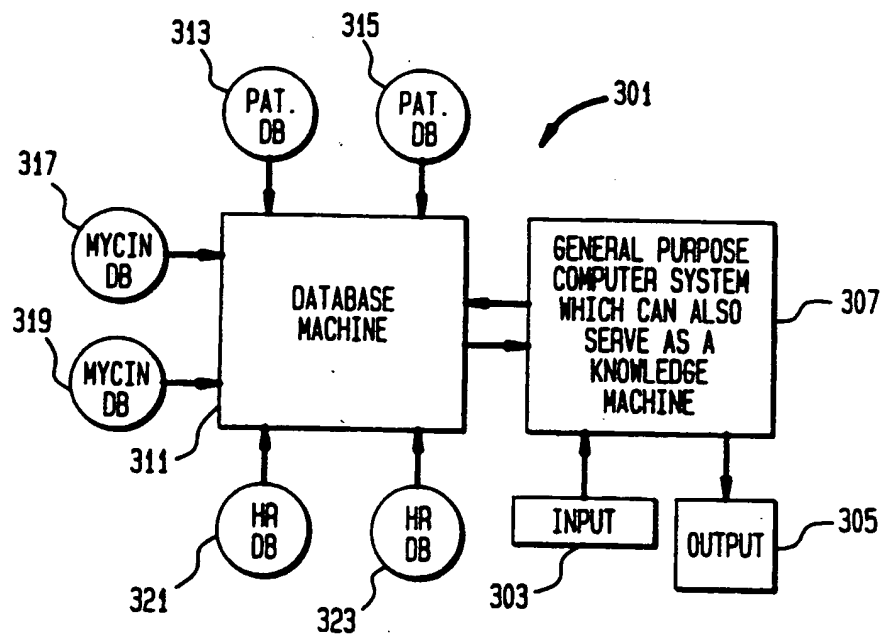 313
315
301
PAT.
DB
PAT.
DB
317
MYCIN
DB
DATABASE
MACHINE
GENERAL PURPOSE
COMPUTER SYSTEM
WHICH CAN ALSO
SERVE AS A
KNOWLEDGE
MACHINE
307
319
MYCIN
DB
311
HR
DB
HR
DB
INPUT
OUTPUT
305
321
323
303